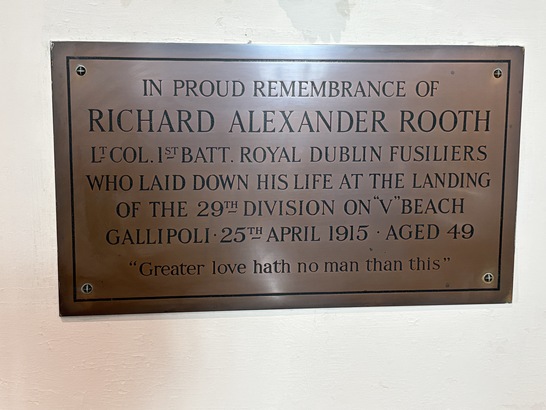 IN PROUD REMEMBRANCE OF
RICHARD ALEXANDER ROOTH
LT COL. 1ST BATT. ROYAL DUBLIN FUSILIERS
WHO LAID DOWN HIS LIFE AT THE LANDING
OF THE 29TH DIVISION ON "V" BEACH
GALLIPOLI · 25TH APRIL 1915 · AGED 49
"Greater love hath no man than this"